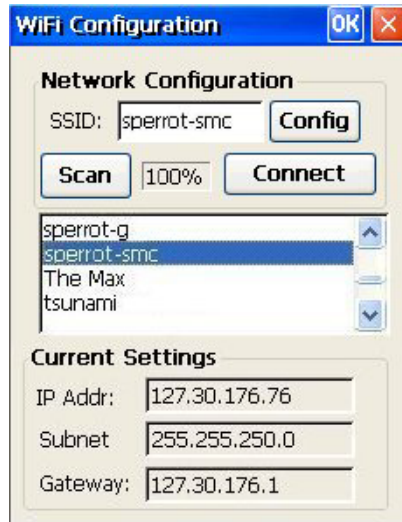 WiFi Configuration OK
Network Configuration
SSID: sperrot-smc Config
Scan 100% Connect
sperrot-g
sperrot-smc
The Max
tsunami
Current Settings
IP Addr: 127.30.176.76
Subnet 255.255.250.0
Gateway: 127.30.176.1